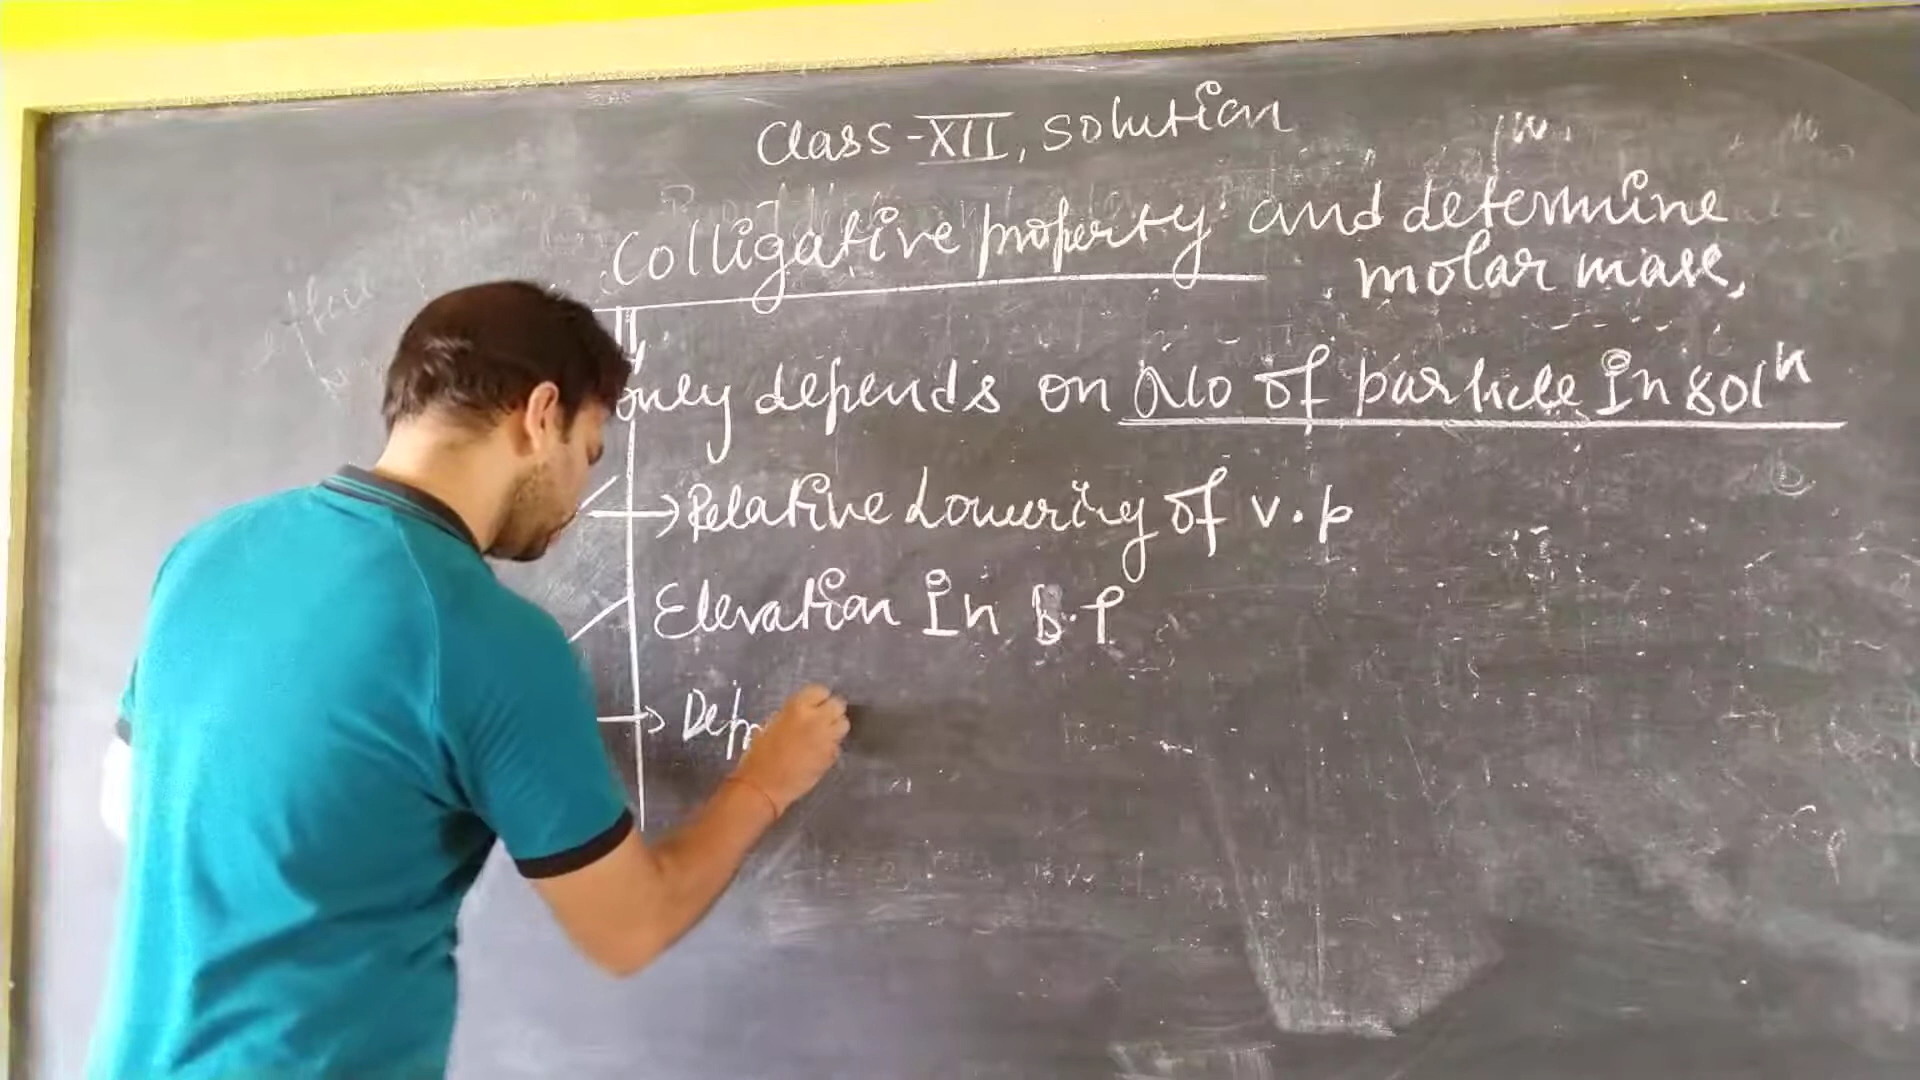 Class-XII, Solution
Colligative property and determine
molar mass,
only depends on No of particle In solⁿ
→ Relative Lowering of v.p
Elevation In b.p
→ Dep